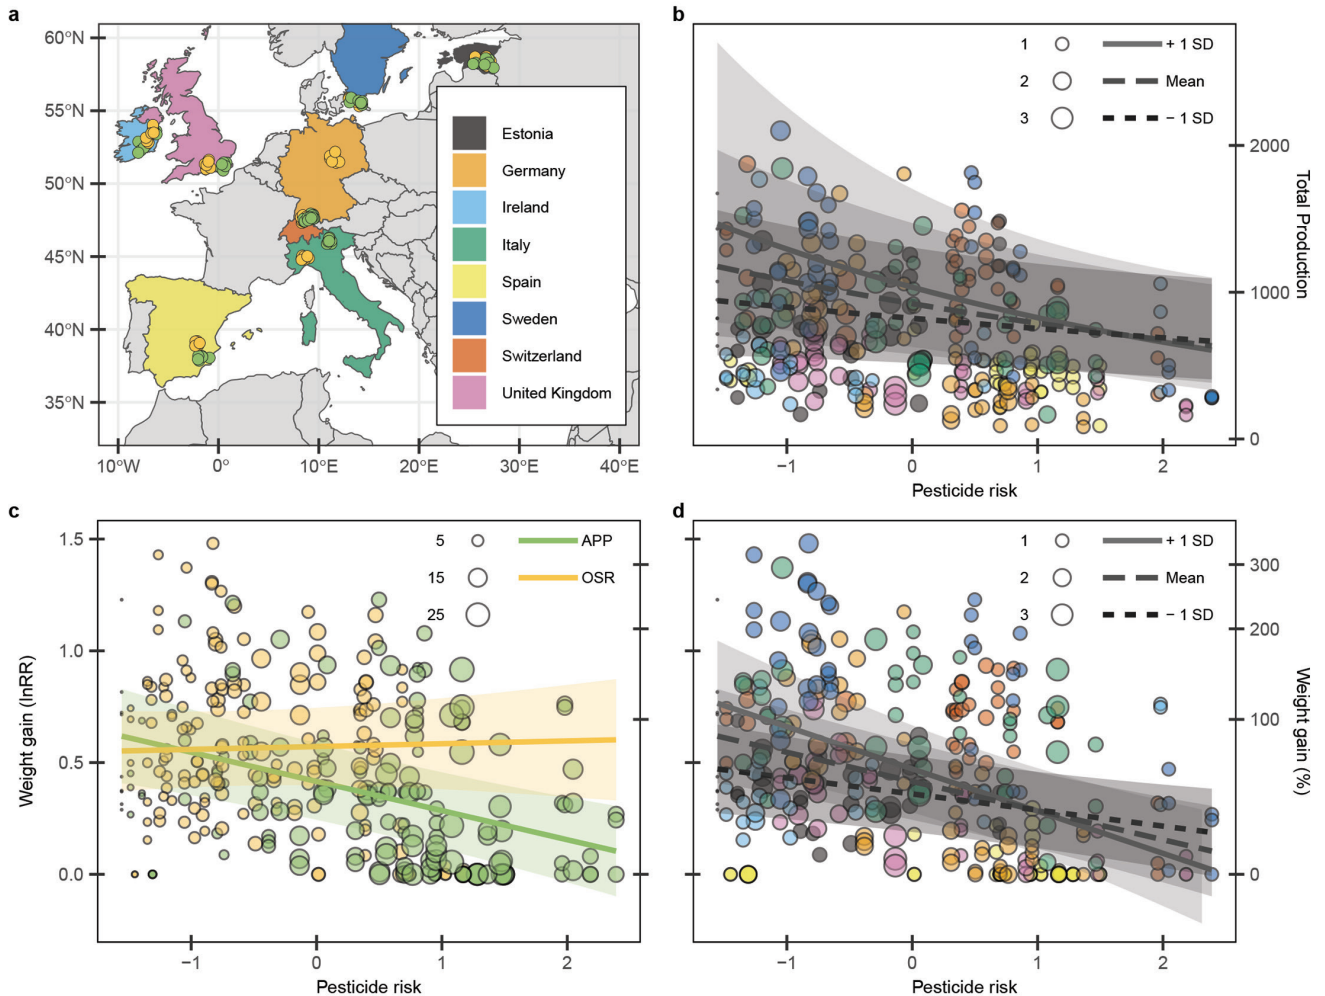 a
60°N
55°N
50°N
45°N
40°N
35°N
10°W
0°
10°E
20°E
30°E
40°E
Estonia
Germany
Ireland
Italy
Spain
Sweden
Switzerland
United Kingdom
b
1
2
3
+ 1 SD
Mean
− 1 SD
2000
1000
0
Total Production
−1
0
1
2
Pesticide risk
c
1.5
1.0
0.5
0.0
Weight gain (lnRR)
5
15
25
APP
OSR
−1
0
1
2
Pesticide risk
d
1
2
3
+ 1 SD
Mean
− 1 SD
300
200
100
0
Weight gain (%)
−1
0
1
2
Pesticide risk